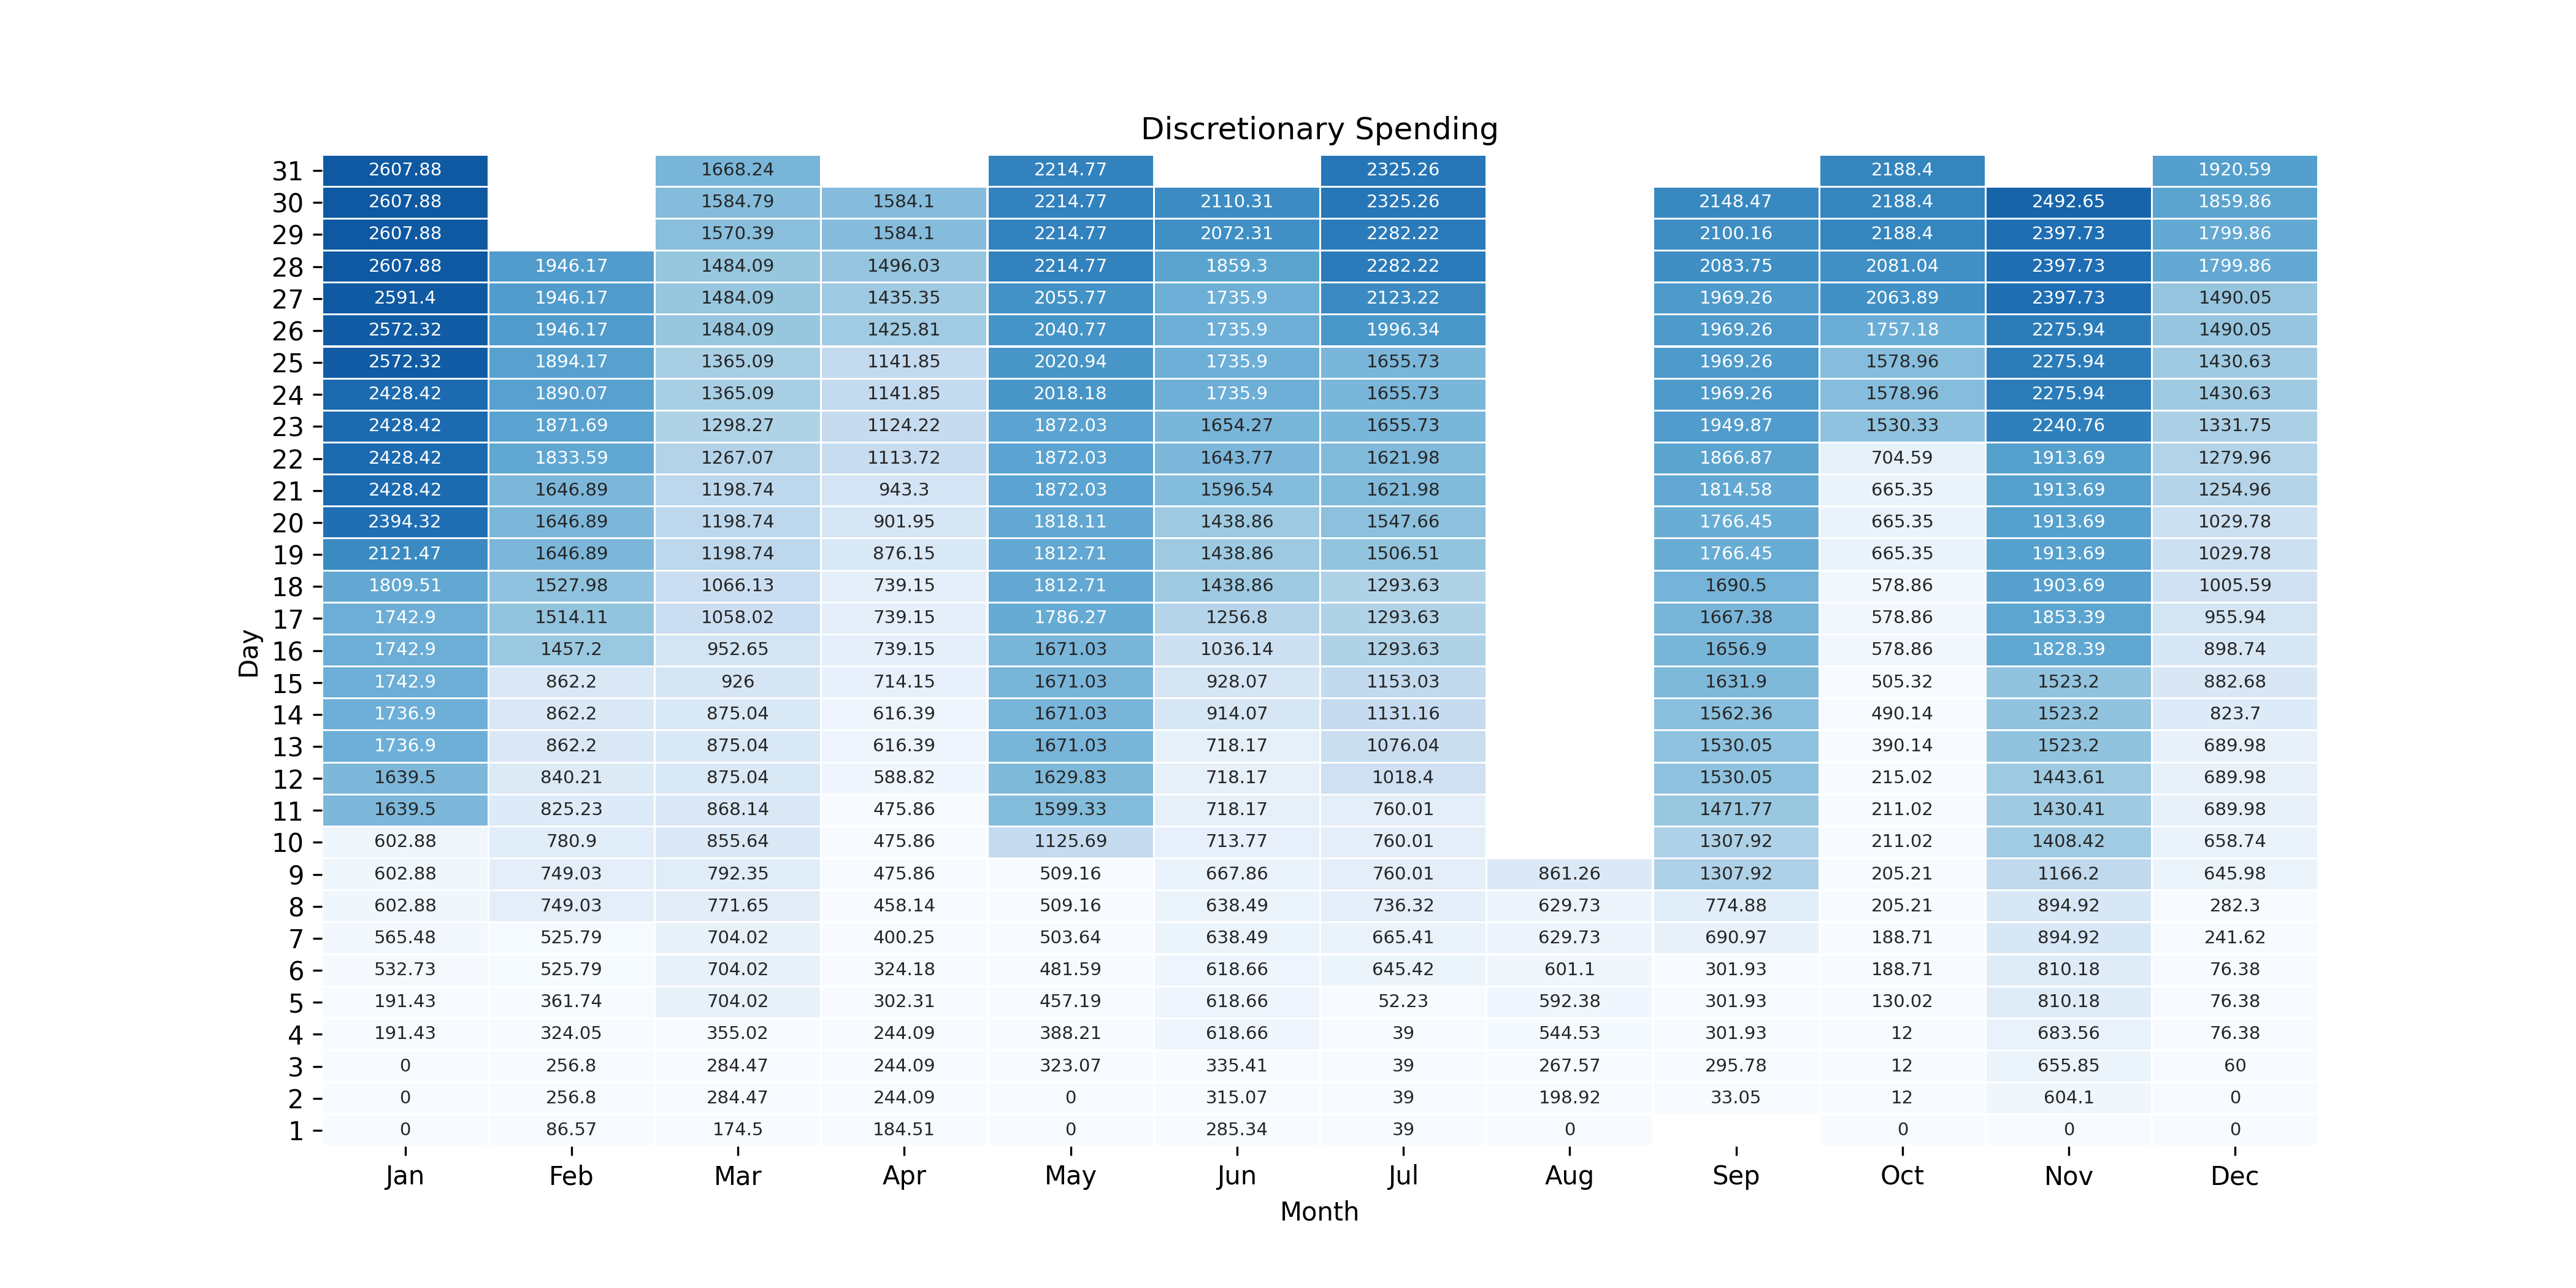 Discretionary Spending
31 2607.88 1668.24 2214.77 2325.26 2188.4 1920.59
30 2607.88 1584.79 1584.1 2214.77 2110.31 2325.26 2148.47 2188.4 2492.65 1859.86
29 2607.88 1570.39 1584.1 2214.77 2072.31 2282.22 2100.16 2188.4 2397.73 1799.86
28 2607.88 1946.17 1484.09 1496.03 2214.77 1859.3 2282.22 2083.75 2081.04 2397.73 1799.86
27 2591.4 1946.17 1484.09 1435.35 2055.77 1735.9 2123.22 1969.26 2063.89 2397.73 1490.05
26 2572.32 1946.17 1484.09 1425.81 2040.77 1735.9 1996.34 1969.26 1757.18 2275.94 1490.05
25 2572.32 1894.17 1365.09 1141.85 2020.94 1735.9 1655.73 1969.26 1578.96 2275.94 1430.63
24 2428.42 1890.07 1365.09 1141.85 2018.18 1735.9 1655.73 1969.26 1578.96 2275.94 1430.63
23 2428.42 1871.69 1298.27 1124.22 1872.03 1654.27 1655.73 1949.87 1530.33 2240.76 1331.75
22 2428.42 1833.59 1267.07 1113.72 1872.03 1643.77 1621.98 1866.87 704.59 1913.69 1279.96
21 2428.42 1646.89 1198.74 943.3 1872.03 1596.54 1621.98 1814.58 665.35 1913.69 1254.96
20 2394.32 1646.89 1198.74 901.95 1818.11 1438.86 1547.66 1766.45 665.35 1913.69 1029.78
19 2121.47 1646.89 1198.74 876.15 1812.71 1438.86 1506.51 1766.45 665.35 1913.69 1029.78
18 1809.51 1527.98 1066.13 739.15 1812.71 1438.86 1293.63 1690.5 578.86 1903.69 1005.59
17 1742.9 1514.11 1058.02 739.15 1786.27 1256.8 1293.63 1667.38 578.86 1853.39 955.94
16 1742.9 1457.2 952.65 739.15 1671.03 1036.14 1293.63 1656.9 578.86 1828.39 898.74
15 1742.9 862.2 926 714.15 1671.03 928.07 1153.03 1631.9 505.32 1523.2 882.68
14 1736.9 862.2 875.04 616.39 1671.03 914.07 1131.16 1562.36 490.14 1523.2 823.7
13 1736.9 862.2 875.04 616.39 1671.03 718.17 1076.04 1530.05 390.14 1523.2 689.98
12 1639.5 840.21 875.04 588.82 1629.83 718.17 1018.4 1530.05 215.02 1443.61 689.98
11 1639.5 825.23 868.14 475.86 1599.33 718.17 760.01 1471.77 211.02 1430.41 689.98
10 602.88 780.9 855.64 475.86 1125.69 713.77 760.01 1307.92 211.02 1408.42 658.74
9 602.88 749.03 792.35 475.86 509.16 667.86 760.01 861.26 1307.92 205.21 1166.2 645.98
8 602.88 749.03 771.65 458.14 509.16 638.49 736.32 629.73 774.88 205.21 894.92 282.3
7 565.48 525.79 704.02 400.25 503.64 638.49 665.41 629.73 690.97 188.71 894.92 241.62
6 532.73 525.79 704.02 324.18 481.59 618.66 645.42 601.1 301.93 188.71 810.18 76.38
5 191.43 361.74 704.02 302.31 457.19 618.66 52.23 592.38 301.93 130.02 810.18 76.38
4 191.43 324.05 355.02 244.09 388.21 618.66 39 544.53 301.93 12 683.56 76.38
3 0 256.8 284.47 244.09 323.07 335.41 39 267.57 295.78 12 655.85 60
2 0 256.8 284.47 244.09 0 315.07 39 198.92 33.05 12 604.1 0
1 0 86.57 174.5 184.51 0 285.34 39 0 0 0 0
Jan Feb Mar Apr May Jun Jul Aug Sep Oct Nov Dec
Month
Day